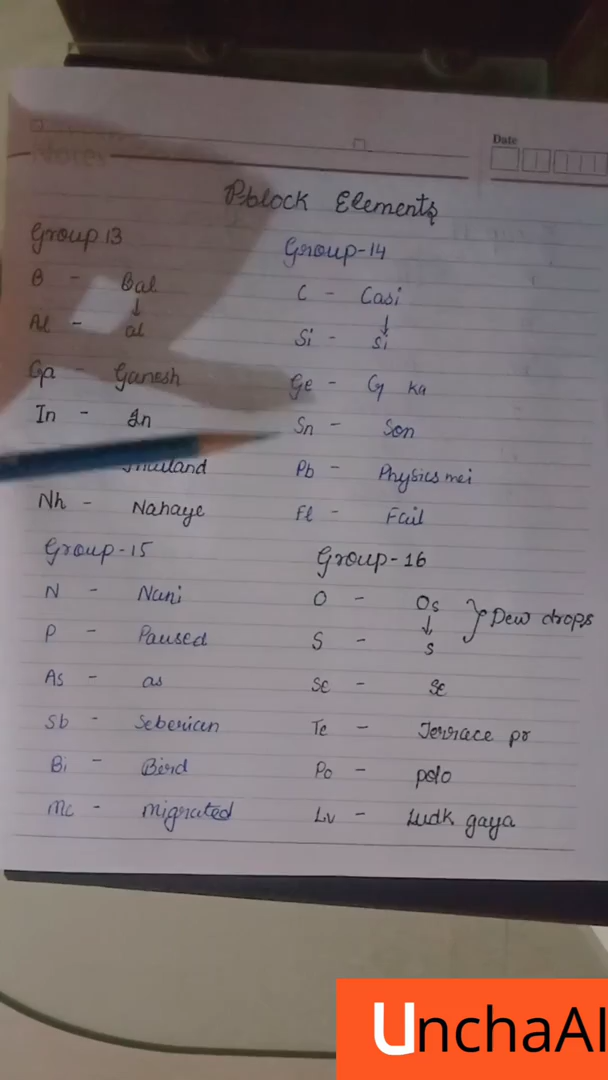 Notes
Date
P-block Elements
Group 13
B - Bal
↓
Al - al
Ga - Ganesh
In - In
Thailand
Nh - Nahaye
Group-14
C - Casi
↓
Si - si
Ge - G ka
Sn - Son
Pb - Physics mei
Fl - Fail
Group-15
N - Nani
P - Paused
As - as
Sb - Seberian
Bi - Bird
Mc - migrated
Group-16
O - Os
↓ } Dew drops
S - s
Se - se
Te - Terrace pr
Po - polo
Lv - Ludk gaya
UnchaAI